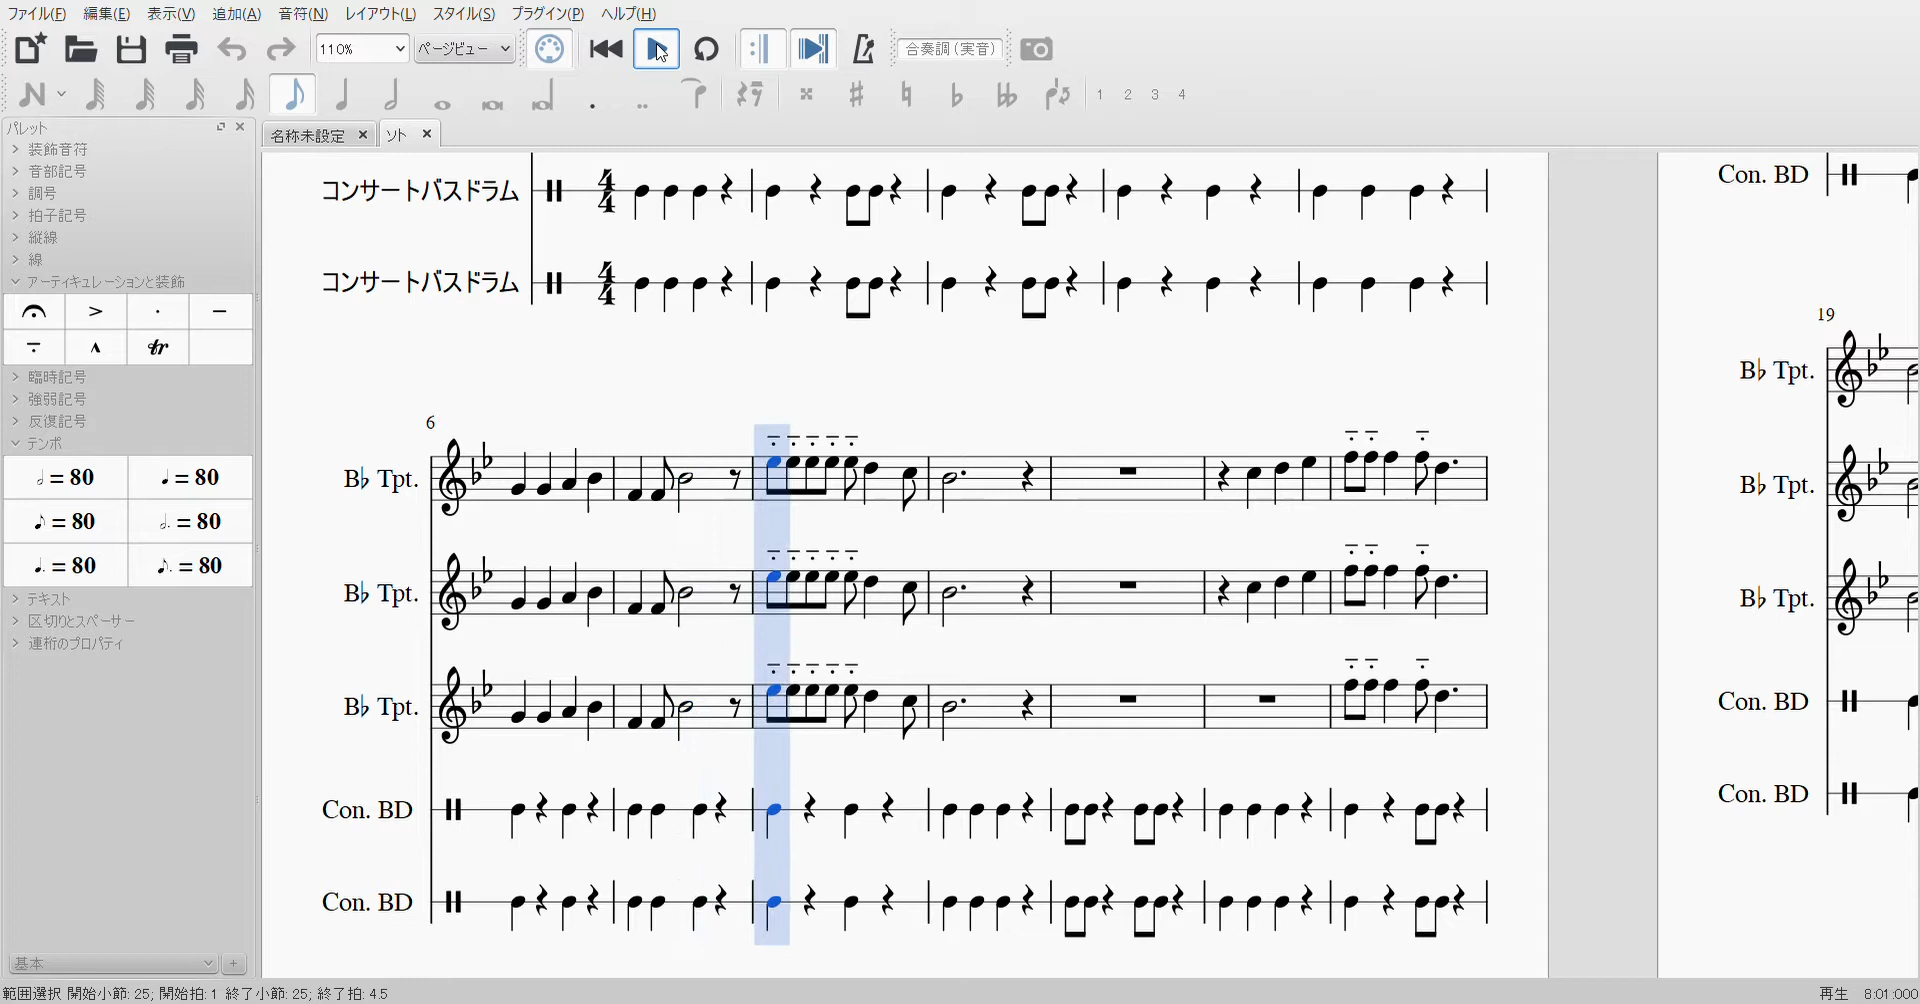 ファイル(F) 編集(E) 表示(V) 追加(A) 音符(N) レイアウト(L) スタイル(S) プラグイン(P) ヘルプ(H)
110% ページビュー 合奏調 (実音)
1 2 3 4
パレット
名称未設定 ソト
装飾音符
音部記号
調号
拍子記号
縦線
線
アーティキュレーションと装飾
臨時記号
強弱記号
反復記号
テンポ
= 80 = 80
= 80 = 80
= 80 = 80
テキスト
区切りとスペーサー
連桁のプロパティ
基本
コンサートバスドラム
コンサートバスドラム
6
B♭ Tpt.
B♭ Tpt.
B♭ Tpt.
Con. BD
Con. BD
Con. BD
19
B♭ Tpt.
B♭ Tpt.
B♭ Tpt.
Con. BD
Con. BD
範囲選択 開始小節: 25; 開始拍: 1 終了小節: 25; 終了拍: 4.5
再生 8:01:000